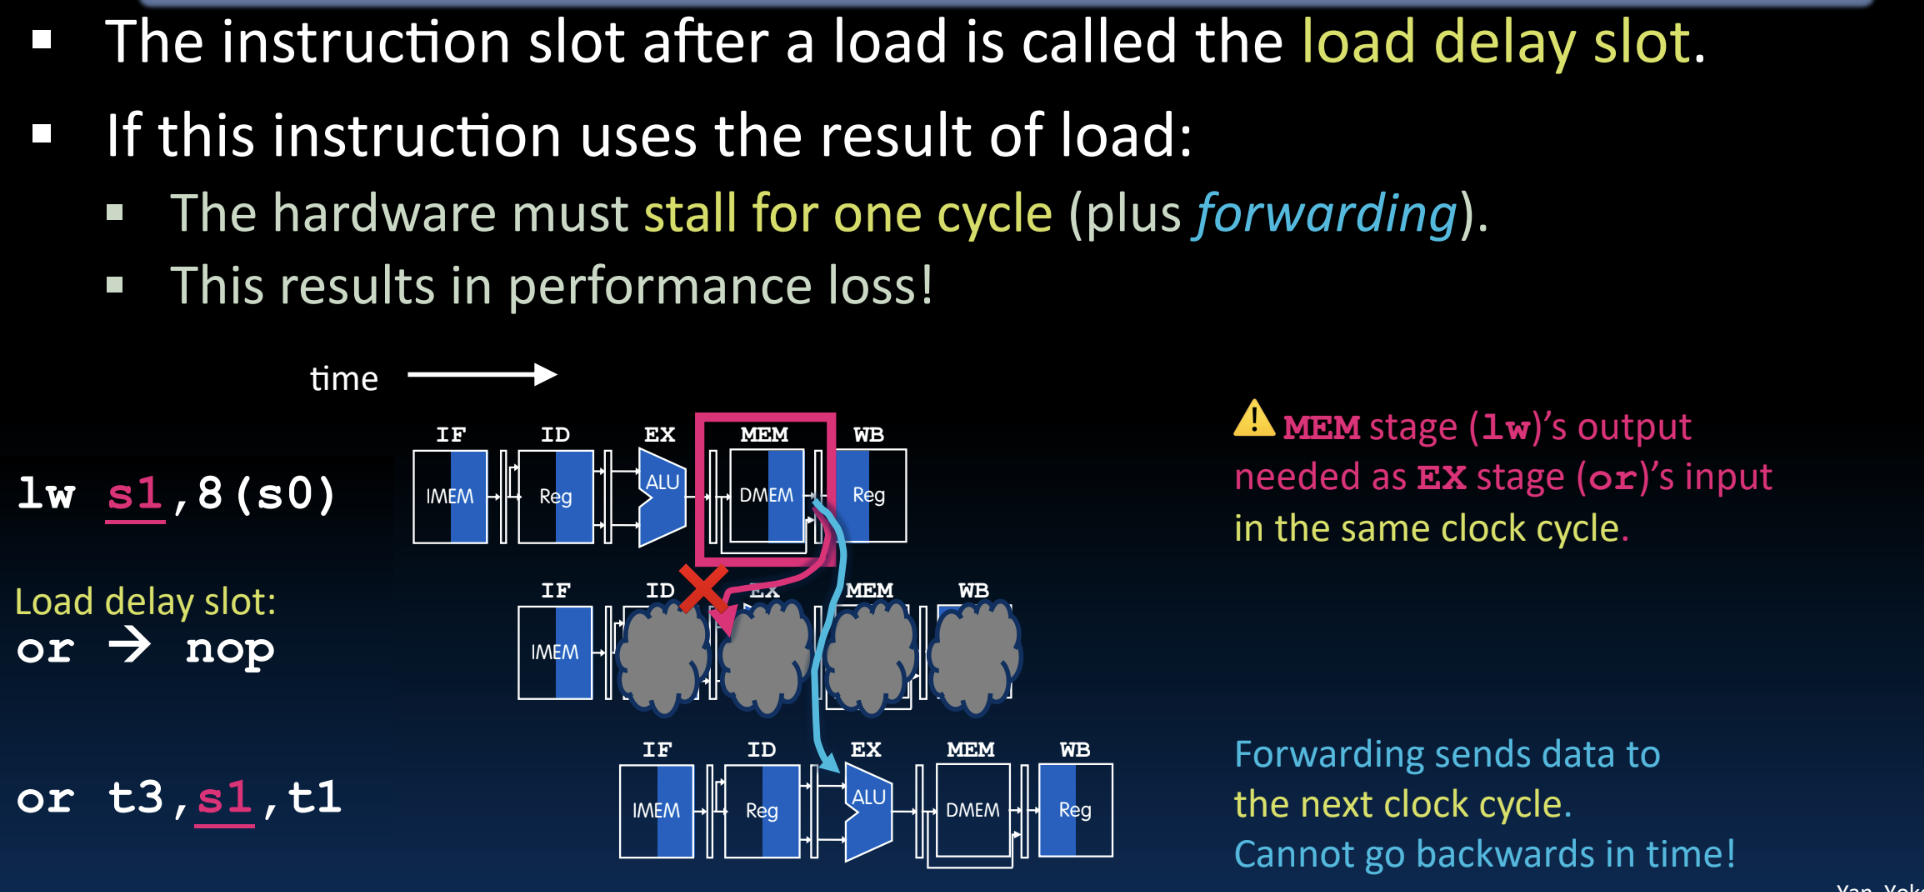 ▪ The instruction slot after a load is called the load delay slot.
▪ If this instruction uses the result of load:
▪ The hardware must stall for one cycle (plus forwarding).
▪ This results in performance loss!
time
IF ID EX MEM WB
lw s1,8(s0)
IMEM Reg ALU DMEM Reg
⚠ MEM stage (lw)'s output
needed as EX stage (or)'s input
in the same clock cycle.
IF ID EX MEM WB
Load delay slot:
or → nop
IMEM
IF ID EX MEM WB
or t3,s1,t1
IMEM Reg ALU DMEM Reg
Forwarding sends data to
the next clock cycle.
Cannot go backwards in time!